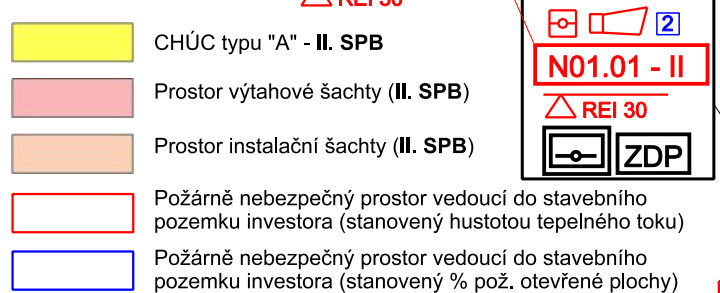 REI 30
CHÚC typu "A" - II. SPB
Prostor výtahové šachty (II. SPB)
Prostor instalační šachty (II. SPB)
Požárně nebezpečný prostor vedoucí do stavebního
pozemku investora (stanovený hustotou tepelného toku)
Požárně nebezpečný prostor vedoucí do stavebního
pozemku investora (stanovený % pož. otevřené plochy)
2
N01.01 - II
REI 30
ZDP